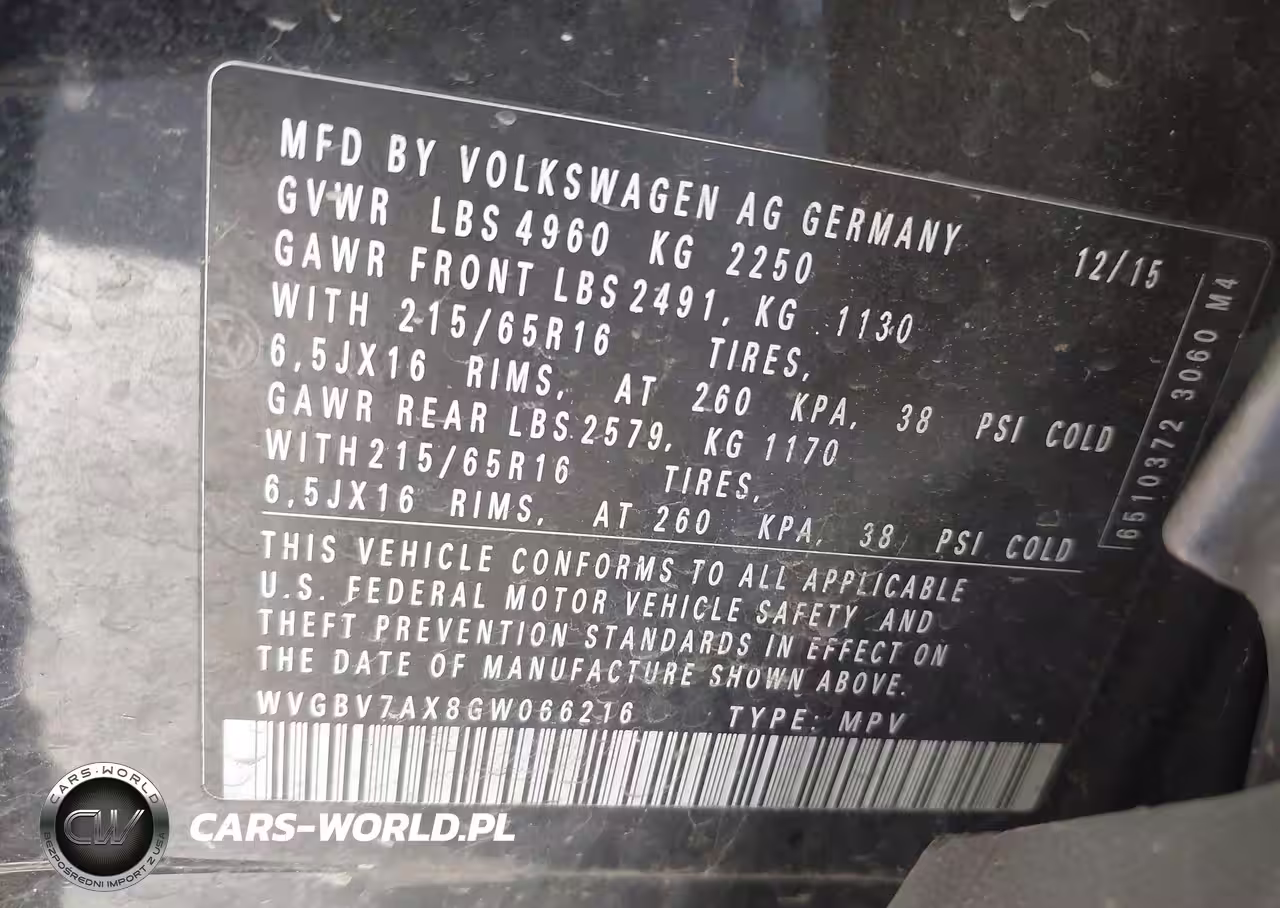 MFD BY VOLKSWAGEN AG GERMANY
GVWR LBS 4960 KG 2250 12/15
GAWR FRONT LBS 2491, KG 1130
WITH 215/65R16 TIRES,
6,5JX16 RIMS, AT 260 KPA, 38 PSI COLD
GAWR REAR LBS 2579, KG 1170
WITH 215/65R16 TIRES,
6,5JX16 RIMS, AT 260 KPA, 38 PSI COLD
THIS VEHICLE CONFORMS TO ALL APPLICABLE
U.S. FEDERAL MOTOR VEHICLE SAFETY AND
THEFT PREVENTION STANDARDS IN EFFECT ON
THE DATE OF MANUFACTURE SHOWN ABOVE.
WVGBV7AX8GW066216 TYPE: MPV
6510372 3060 M4
CARS-WORLD
CW
BEZPOŚREDNI IMPORT Z USA
CARS-WORLD.PL